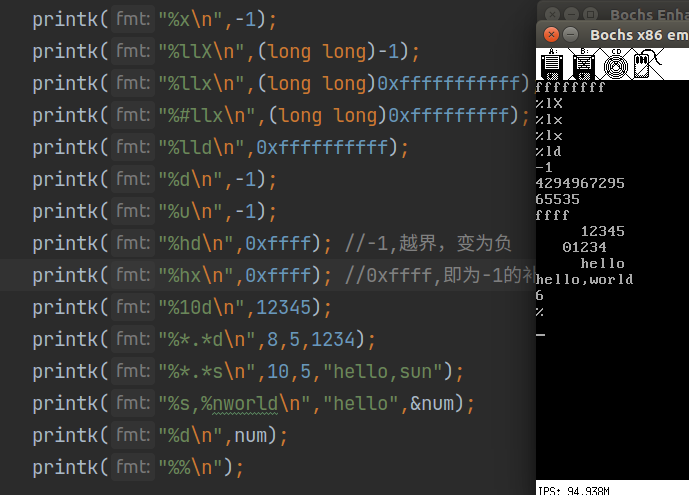 printk( fmt: "%x\n",-1);
printk( fmt: "%llX\n",(long long)-1);
printk( fmt: "%llx\n",(long long)0xfffffffffff)
printk( fmt: "%#llx\n",(long long)0xfffffffff);
printk( fmt: "%lld\n",0xffffffffff);
printk( fmt: "%d\n",-1);
printk( fmt: "%u\n",-1);
printk( fmt: "%hd\n",0xffff); //-1,越界，变为负
printk( fmt: "%hx\n",0xffff); //0xffff,即为-1的补
printk( fmt: "%10d\n",12345);
printk( fmt: "%*.*d\n",8,5,1234);
printk( fmt: "%*.*s\n",10,5,"hello,sun");
printk( fmt: "%s,%nworld\n","hello",&num);
printk( fmt: "%d\n",num);
printk( fmt: "%%\n");
Bochs Enha
Bochs x86 em
A: B: CD
ffffffff
%lX
%lx
%lx
%ld
-1
4294967295
65535
ffff
12345
01234
hello
hello,world
6
%
_
IPS: 94.938M